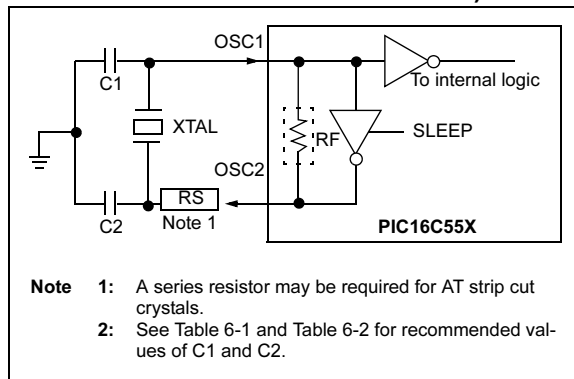 OSC1
C1
To internal logic
XTAL
RF
SLEEP
OSC2
RS
C2
Note 1
PIC16C55X
Note 1: A series resistor may be required for AT strip cut
crystals.
2: See Table 6-1 and Table 6-2 for recommended val-
ues of C1 and C2.